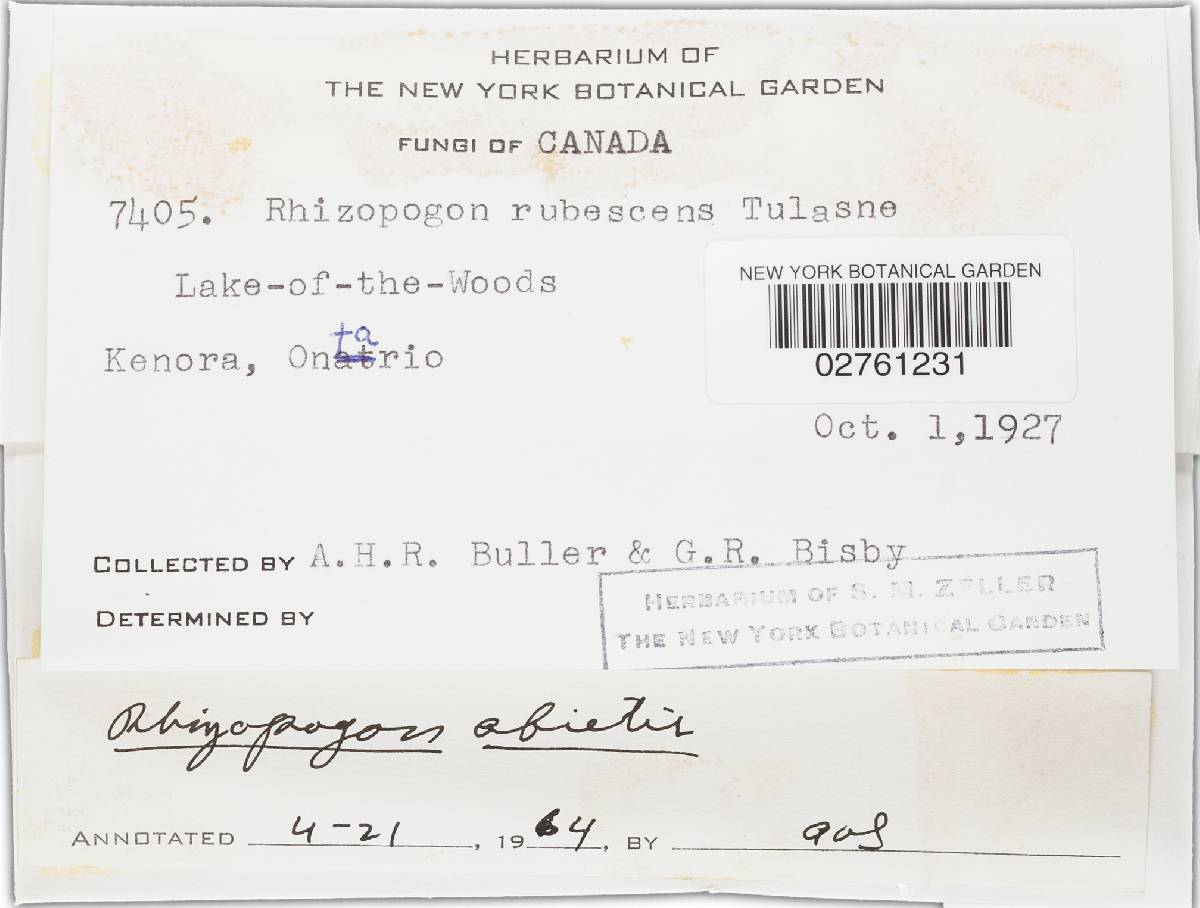 HERBARIUM OF
THE NEW YORK BOTANICAL GARDEN
FUNGI OF CANADA
7405. Rhizopogon rubescens Tulasne
Lake-of-the-Woods
NEW YORK BOTANICAL GARDEN
02761231
Kenora, Ontario
Oct. 1,1927
COLLECTED BY A.H.R. Buller & G.R. Bisby
DETERMINED BY
HERBARIUM OF S. M. ZELLER
THE NEW YORK BOTANICAL GARDEN
Rhizopogon abietis
ANNOTATED 4-21, 1964, BY